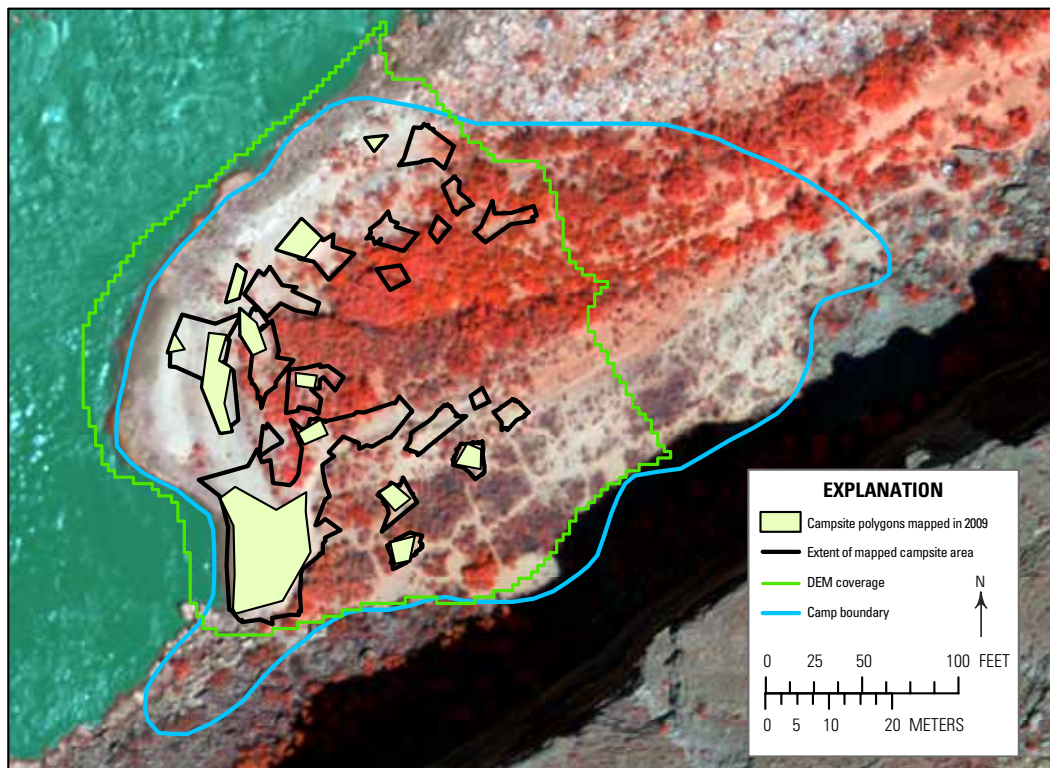 EXPLANATION
Campsite polygons mapped in 2009
Extent of mapped campsite area
DEM coverage
Camp boundary
N
0 25 50 100 FEET
0 5 10 20 METERS